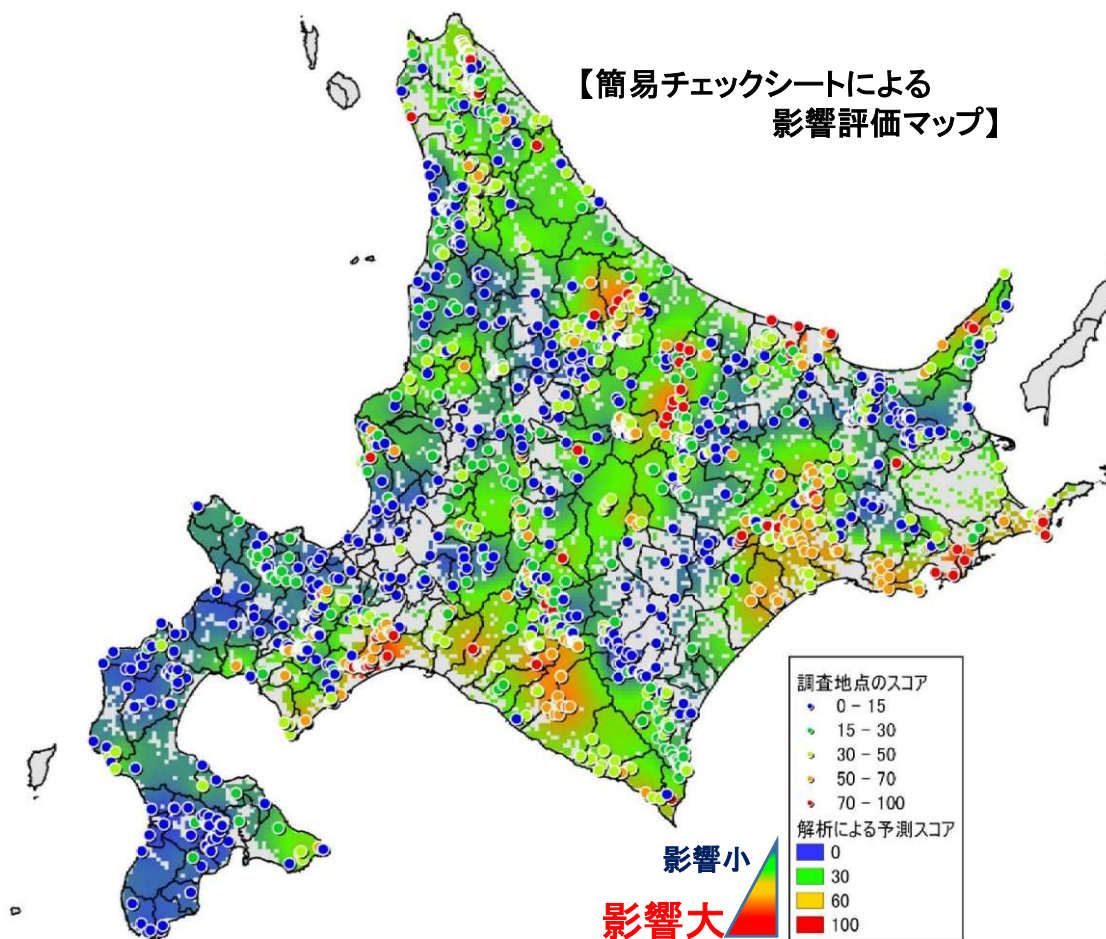 【簡易チェックシートによる
影響評価マップ】
調査地点のスコア
0 - 15
15 - 30
30 - 50
50 - 70
70 - 100
解析による予測スコア
0
30
60
100
影響小
影響大